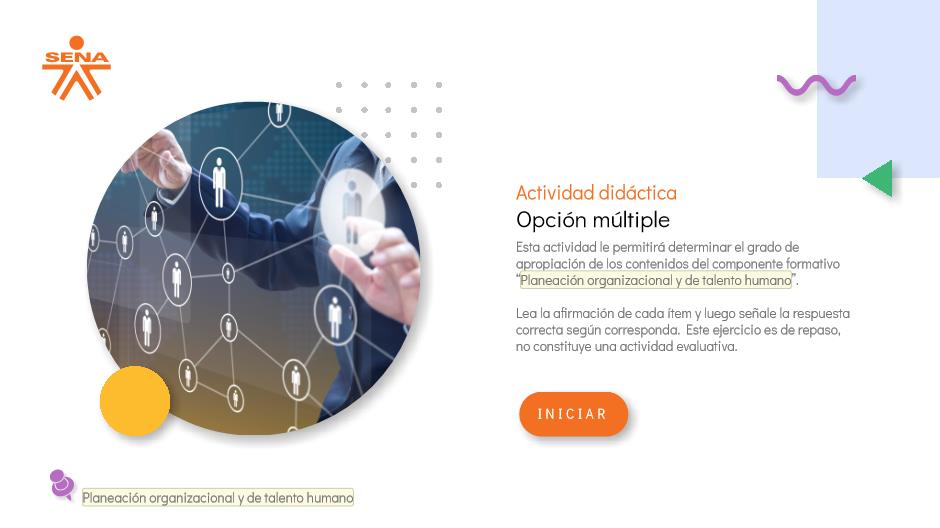 SENA
Actividad didáctica
Opción múltiple
Esta actividad le permitirá determinar el grado de
apropiación de los contenidos del componente formativo
“Planeación organizacional y de talento humano”.
Lea la afirmación de cada ítem y luego señale la respuesta
correcta según corresponda. Este ejercicio es de repaso,
no constituye una actividad evaluativa.
INICIAR
Planeación organizacional y de talento humano